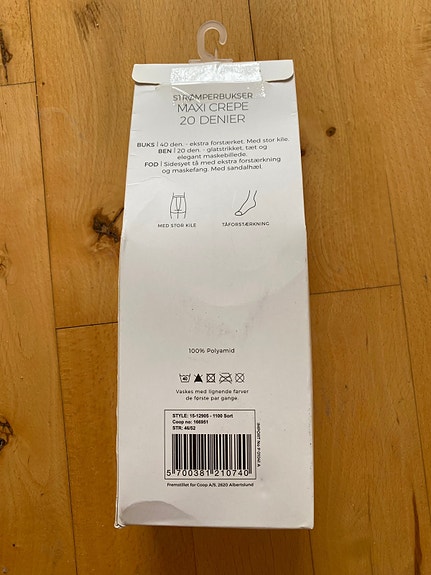 STRØMPERBUKSER
MAXI CREPE
20 DENIER
BUKS | 40 den. - ekstra forstærket. Med stor kile.
BEN | 20 den. - glatstrikket, tæt og
elegant maskebillede.
FOD | Sidesyet tå med ekstra forstærkning
og maskefang. Med sandalhæl.
MED STOR KILE
TÅFORSTÆRKNING
100% Polyamid
40
Vaskes med lignende farver
de første par gange.
STYLE: 15-12905 - 1100 Sort
Coop no: 166951
STR: 46/52
5 700381 210740
Fremstillet for Coop A/S, 2620 Albertslund